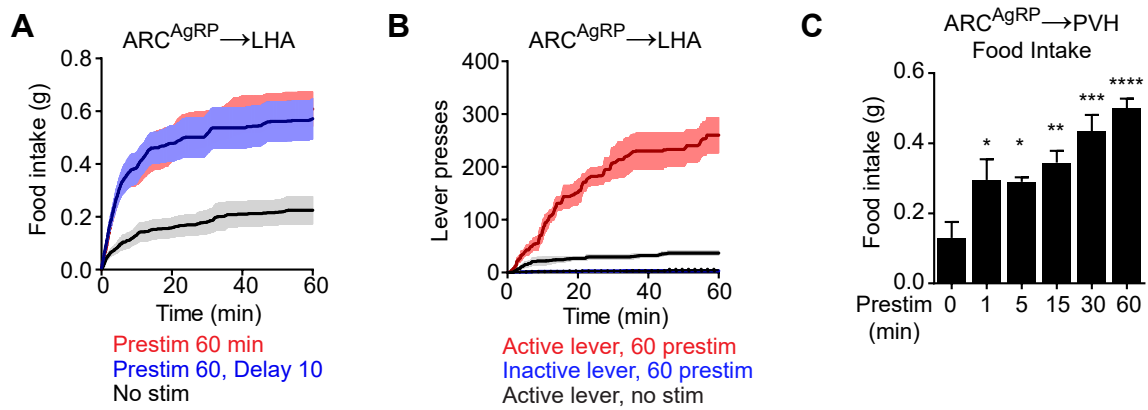 A
ARC^AgRP→LHA
Food intake (g)
0.8
0.6
0.4
0.2
0.0
0 20 40 60
Time (min)
Prestim 60 min
Prestim 60, Delay 10
No stim
B
ARC^AgRP→LHA
Lever presses
400
300
200
100
0
0 20 40 60
Time (min)
Active lever, 60 prestim
Inactive lever, 60 prestim
Active lever, no stim
C
ARC^AgRP→PVH
Food Intake
Food intake (g)
0.6
0.4
0.2
0.0
* * ** *** ****
Prestim 0 1 5 15 30 60
(min)